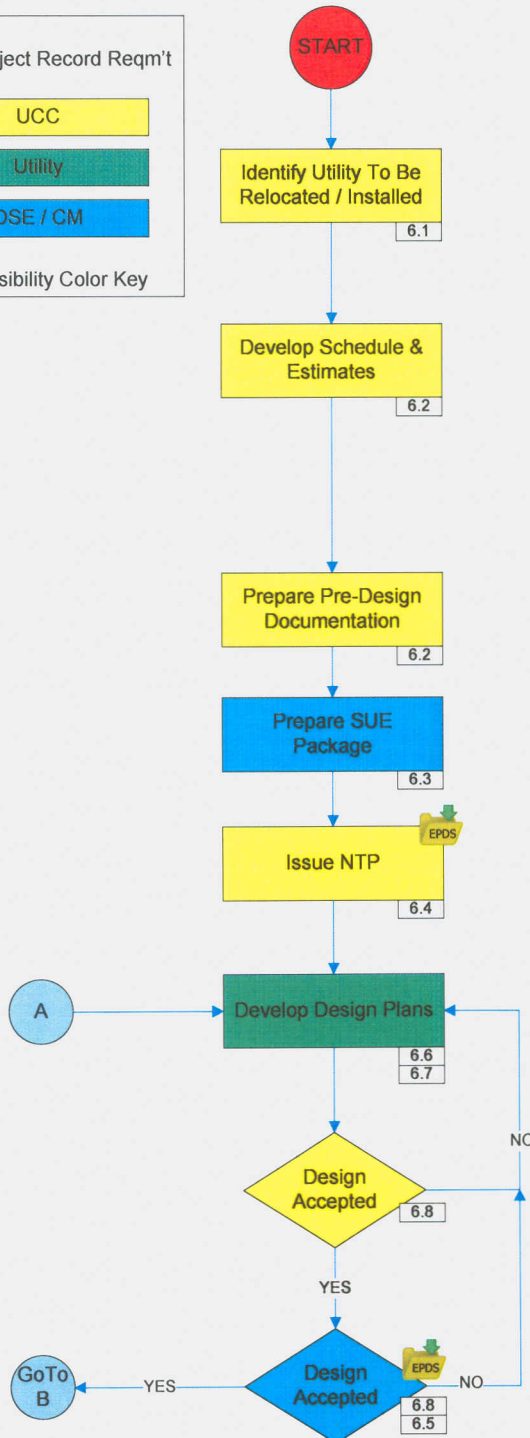 ject Record Reqm't
UCC
Utility
OSE / CM
sibility Color Key
START
Identify Utility To Be
Relocated / Installed
6.1
Develop Schedule &
Estimates
6.2
Prepare Pre-Design
Documentation
6.2
Prepare SUE
Package
6.3
EPDS
Issue NTP
6.4
A
Develop Design Plans
6.6
6.7
NO
Design
Accepted
6.8
YES
GoTo
B
YES
Design
Accepted
EPDS
NO
6.8
6.5